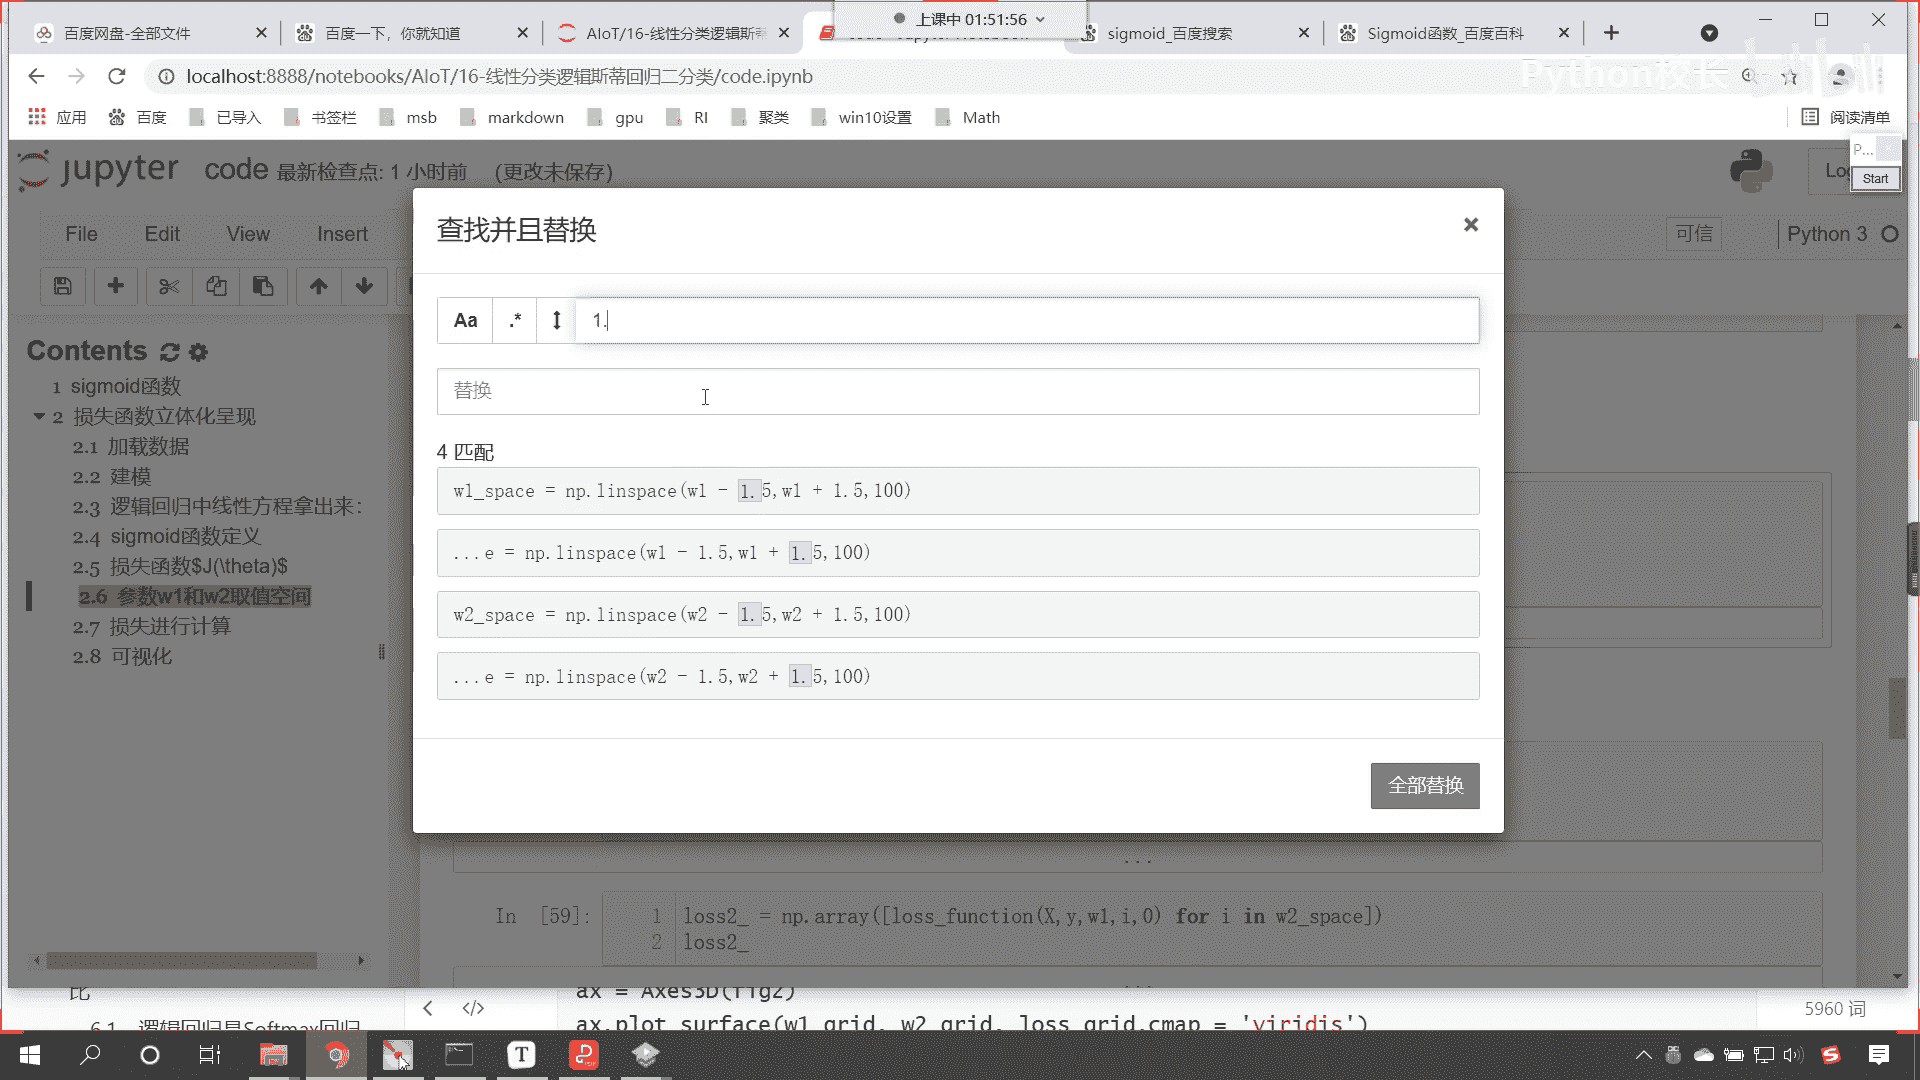 上课中 01:51:56
百度网盘-全部文件
百度一下，你就知道
AIoT/16-线性分类逻辑斯蒂
sigmoid_百度搜索
Sigmoid函数_百度百科
localhost:8888/notebooks/AIoT/16-线性分类逻辑斯蒂回归二分类/code.ipynb
Python校长
应用
百度
已导入
书签栏
msb
markdown
gpu
RI
聚类
win10设置
Math
阅读清单
P...
Start
jupyter code 最新检查点: 1 小时前 (更改未保存)
File Edit View Insert
可信
Python 3
查找并且替换
Aa .* 1.
替换
4 匹配
w1_space = np.linspace(w1 - 1.5,w1 + 1.5,100)
...e = np.linspace(w1 - 1.5,w1 + 1.5,100)
w2_space = np.linspace(w2 - 1.5,w2 + 1.5,100)
...e = np.linspace(w2 - 1.5,w2 + 1.5,100)
全部替换
Contents
1 sigmoid函数
2 损失函数立体化呈现
2.1 加载数据
2.2 建模
2.3 逻辑回归中线性方程拿出来：
2.4 sigmoid函数定义
2.5 损失函数$J(\theta)$
2.6 参数w1和w2取值空间
2.7 损失进行计算
2.8 可视化
...
In [59]:
1 loss2_ = np.array([loss_function(X,y,w1,i,0) for i in w2_space])
2 loss2_
比
6.1 逻辑回归是Softmax回归
</>
ax = Axes3D(fig2)
ax.plot_surface(w1_grid, w2_grid, loss_grid,cmap = 'viridis')
5960 词